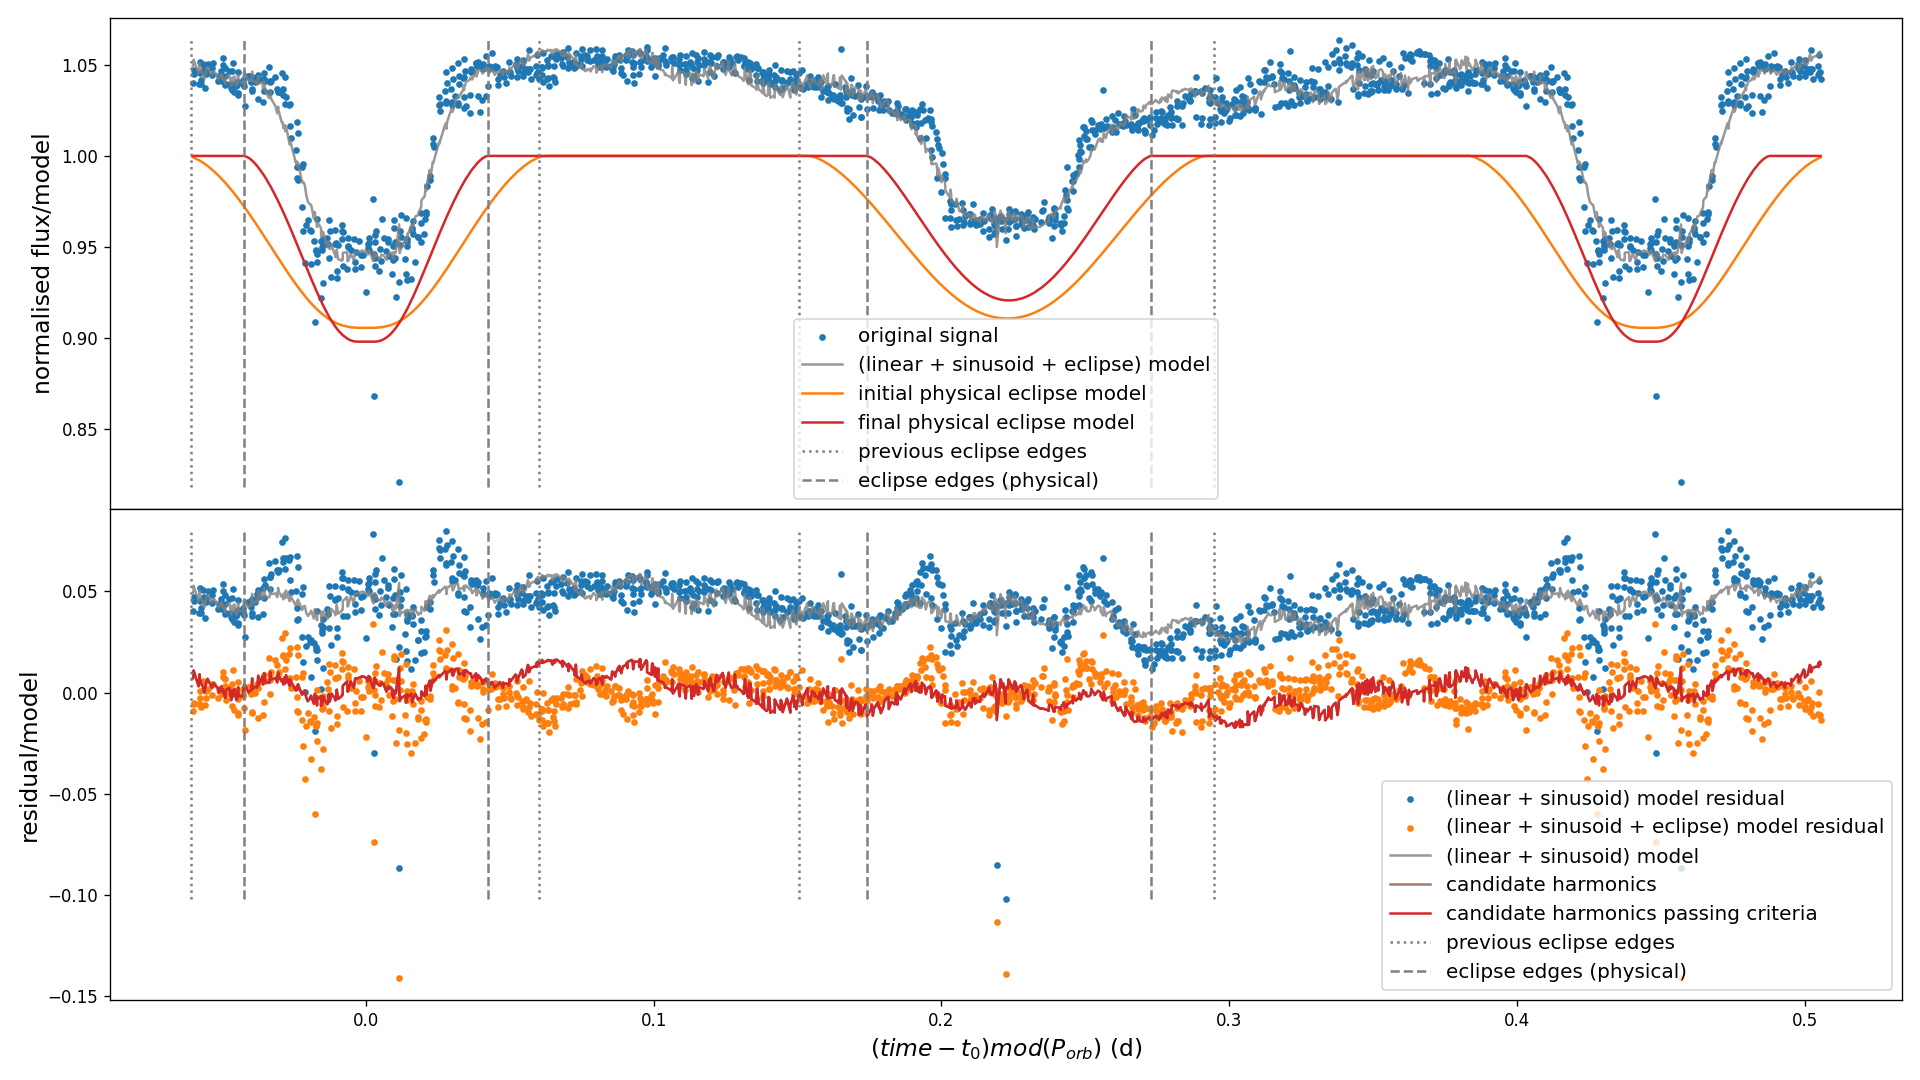 normalised flux/model
1.05
1.00
0.95
0.90
0.85
original signal
(linear + sinusoid + eclipse) model
initial physical eclipse model
final physical eclipse model
previous eclipse edges
eclipse edges (physical)
residual/model
0.05
0.00
−0.05
−0.10
−0.15
(linear + sinusoid) model residual
(linear + sinusoid + eclipse) model residual
(linear + sinusoid) model
candidate harmonics
candidate harmonics passing criteria
previous eclipse edges
eclipse edges (physical)
0.0 0.1 0.2 0.3 0.4 0.5
(time − t₀)mod(Pₒᵣb) (d)